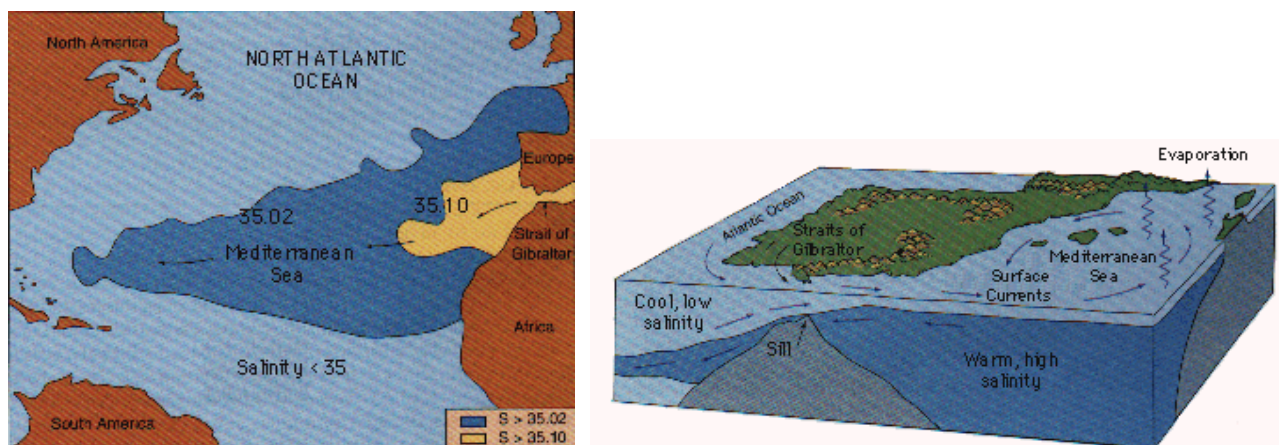 North America
NORTH ATLANTIC
OCEAN
Europe
35.02
35.10
Mediterranean
Sea
Strait of
Gibraltar
Africa
Salinity < 35
South America
S > 35.02
S > 35.10
Evaporation
Atlantic Ocean
Straits of
Gibraltor
Mediterranean
Sea
Surface
Currents
Cool, low
salinity
Sill
Warm, high
salinity